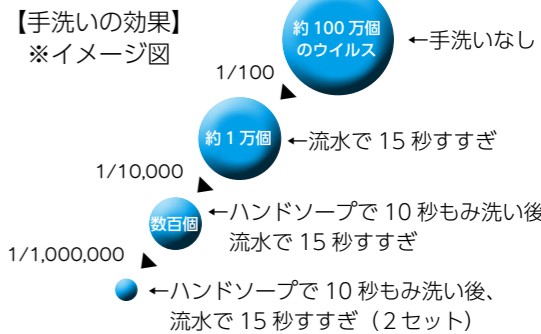 【手洗いの効果】
※イメージ図
約100万個
のウイルス
←手洗いなし
1/100
約1万個
←流水で15秒すすぎ
1/10,000
数百個
←ハンドソープで10秒もみ洗い後
流水で15秒すすぎ
1/1,000,000
←ハンドソープで10秒もみ洗い後、
流水で15秒すすぎ（2セット）